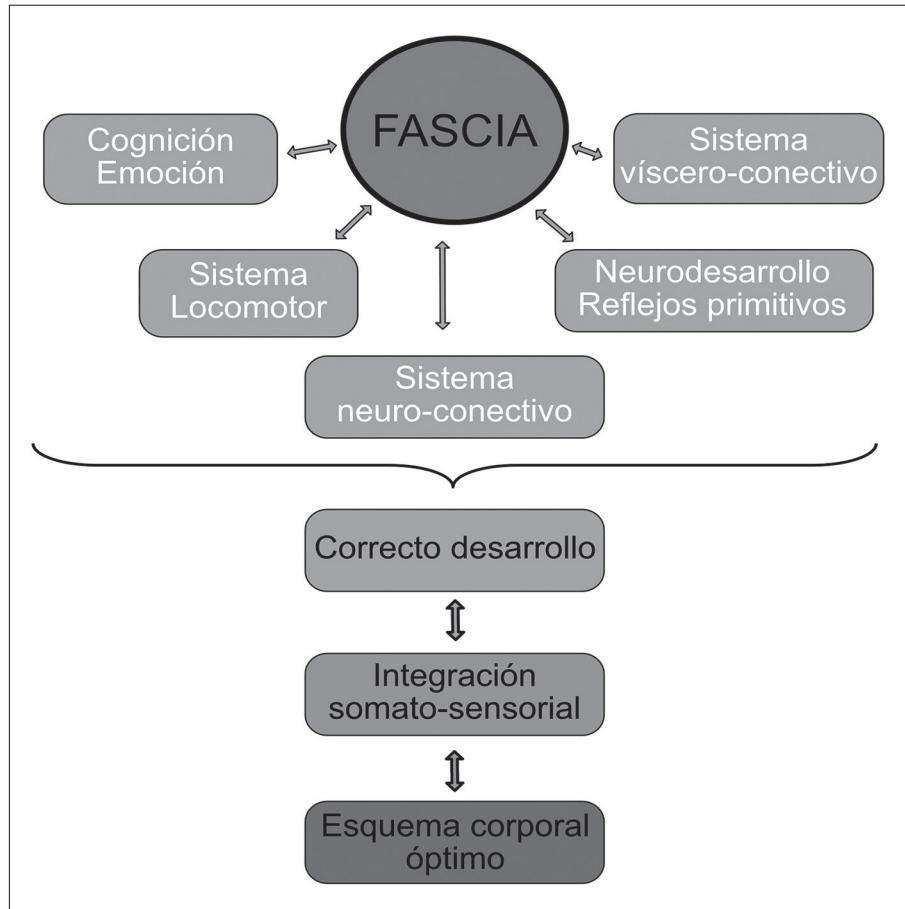 FASCIA
Cognición
Emoción
Sistema
víscero-conectivo
Sistema
Locomotor
Neurodesarrollo
Reflejos primitivos
Sistema
neuro-conectivo
Correcto desarrollo
Integración
somato-sensorial
Esquema corporal
óptimo